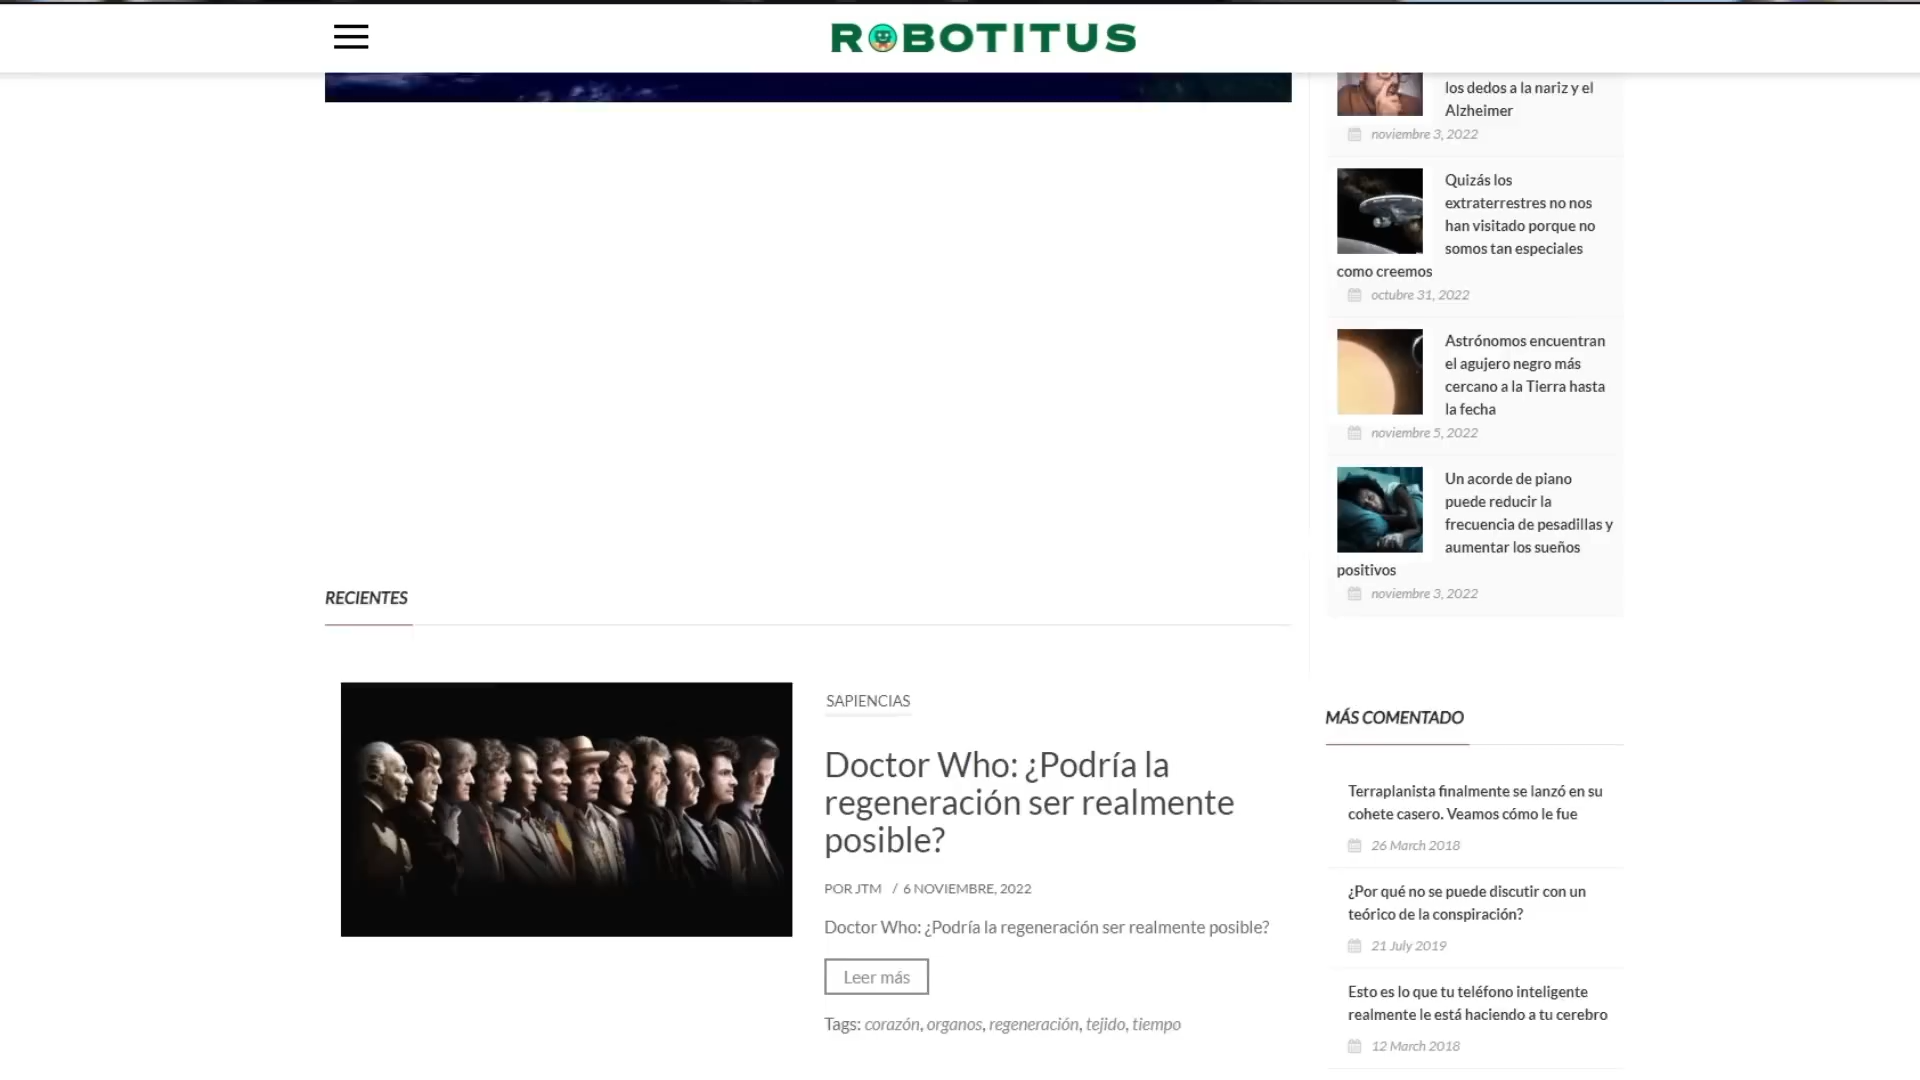 ROBOTITUS
los dedos a la nariz y el
Alzheimer
noviembre 3, 2022
Quizás los
extraterrestres no nos
han visitado porque no
somos tan especiales
como creemos
octubre 31, 2022
Astrónomos encuentran
el agujero negro más
cercano a la Tierra hasta
la fecha
noviembre 5, 2022
Un acorde de piano
puede reducir la
frecuencia de pesadillas y
aumentar los sueños
positivos
noviembre 3, 2022
RECIENTES
SAPIENCIAS
Doctor Who: ¿Podría la
regeneración ser realmente
posible?
POR JTM / 6 NOVIEMBRE, 2022
Doctor Who: ¿Podría la regeneración ser realmente posible?
Leer más
Tags: corazón, organos, regeneración, tejido, tiempo
MÁS COMENTADO
Terraplanista finalmente se lanzó en su
cohete casero. Veamos cómo le fue
26 March 2018
¿Por qué no se puede discutir con un
teórico de la conspiración?
21 July 2019
Esto es lo que tu teléfono inteligente
realmente le está haciendo a tu cerebro
12 March 2018